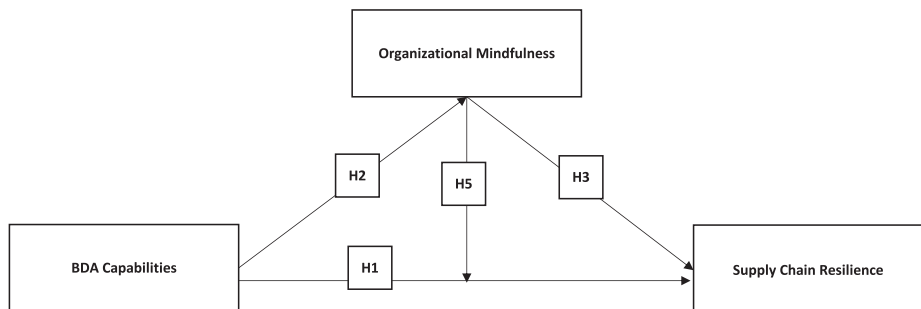 Organizational Mindfulness
H2
H5
H3
BDA Capabilities
H1
Supply Chain Resilience